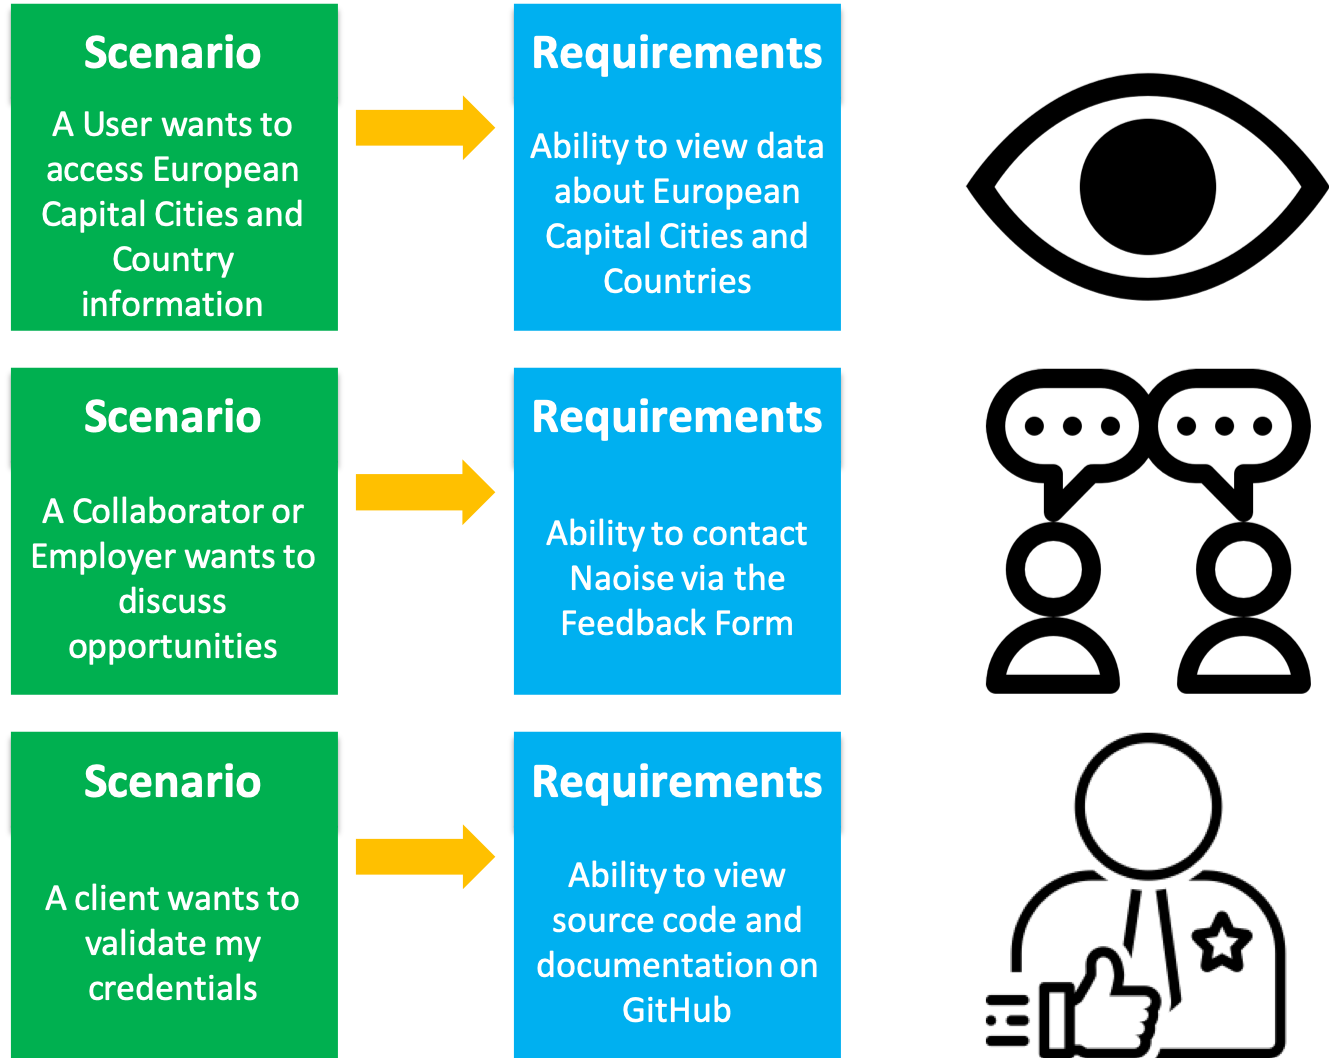 Scenario
A User wants to
access European
Capital Cities and
Country
information
Requirements
Ability to view data
about European
Capital Cities and
Countries
Scenario
A Collaborator or
Employer wants to
discuss
opportunities
Requirements
Ability to contact
Naoise via the
Feedback Form
Scenario
A client wants to
validate my
credentials
Requirements
Ability to view
source code and
documentation on
GitHub